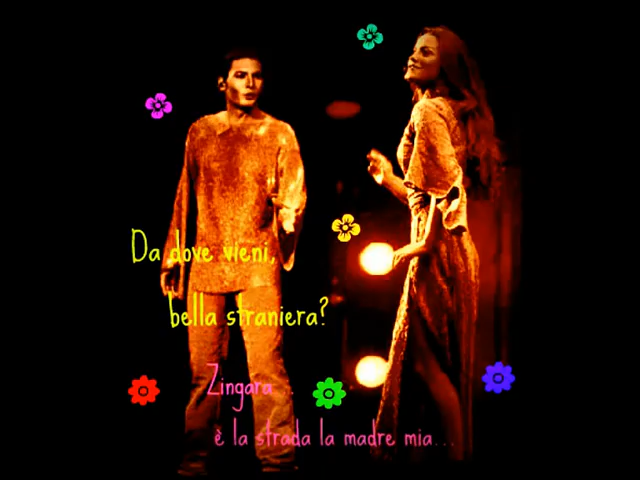 Da dove vieni,
bella straniera?
Zingara...
è la strada la madre mia...